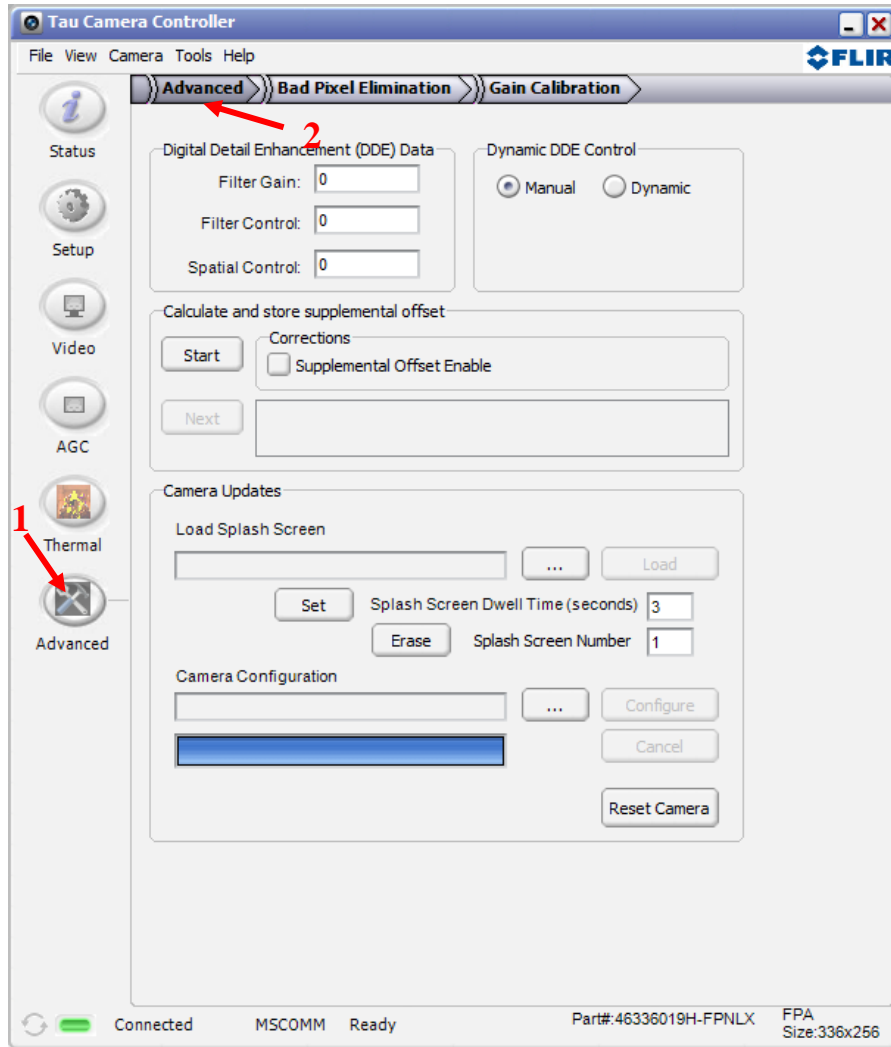 Tau Camera Controller
File View Camera Tools Help
FLIR
Advanced Bad Pixel Elimination Gain Calibration
2
Status
Setup
Video
AGC
Thermal
1
Advanced
Digital Detail Enhancement (DDE) Data
Filter Gain: 0
Filter Control: 0
Spatial Control: 0
Dynamic DDE Control
Manual Dynamic
Calculate and store supplemental offset
Start
Corrections
Supplemental Offset Enable
Next
Camera Updates
Load Splash Screen
... Load
Set Splash Screen Dwell Time (seconds) 3
Erase Splash Screen Number 1
Camera Configuration
... Configure
Cancel
Reset Camera
Connected MSCOMM Ready Part#:46336019H-FPNLX FPA
Size:336x256